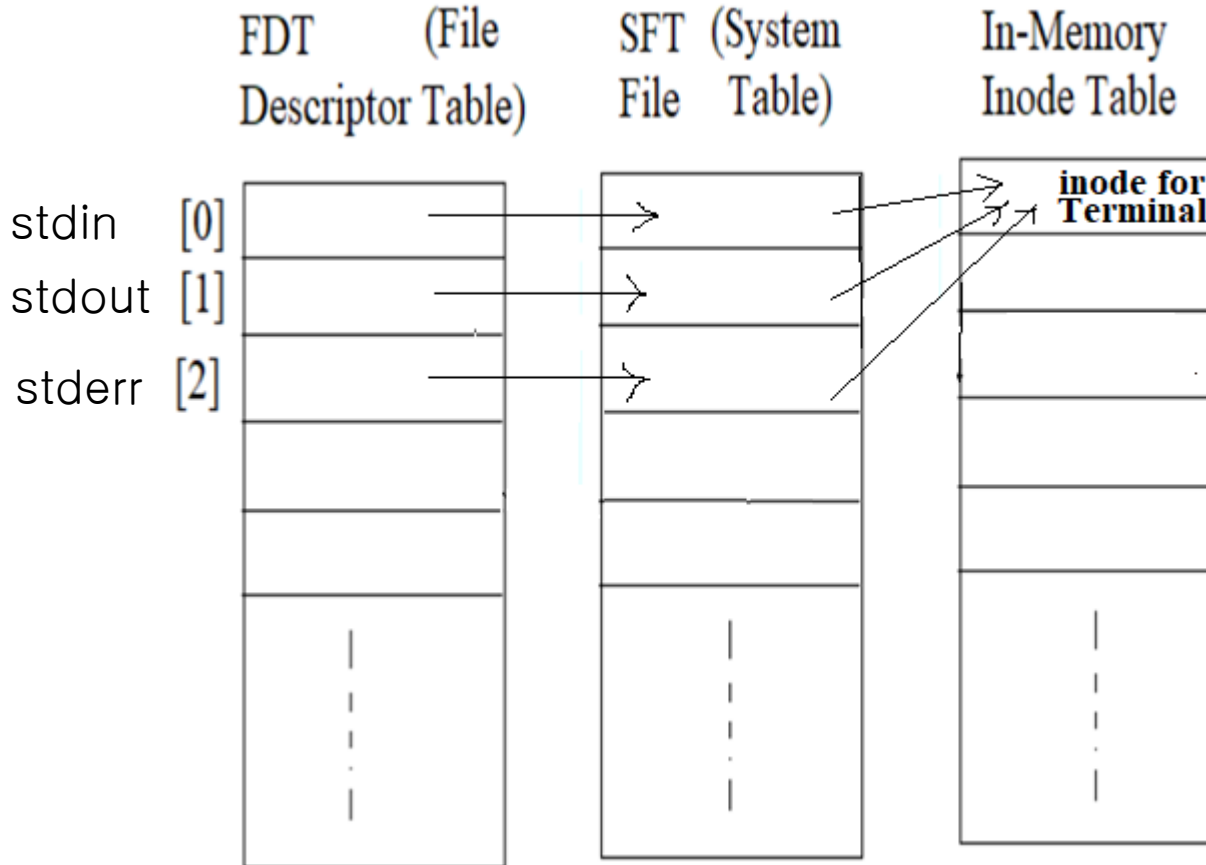 FDT (File
Descriptor Table)
SFT (System
File Table)
In-Memory
Inode Table
stdin [0]
stdout [1]
stderr [2]
inode for
Terminal